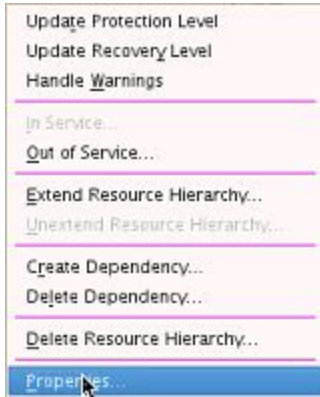 Update Protection Level
Update Recovery Level
Handle Warnings
In Service...
Out of Service...
Extend Resource Hierarchy...
Unextend Resource Hierarchy...
Create Dependency...
Delete Dependency...
Delete Resource Hierarchy...
Properties...